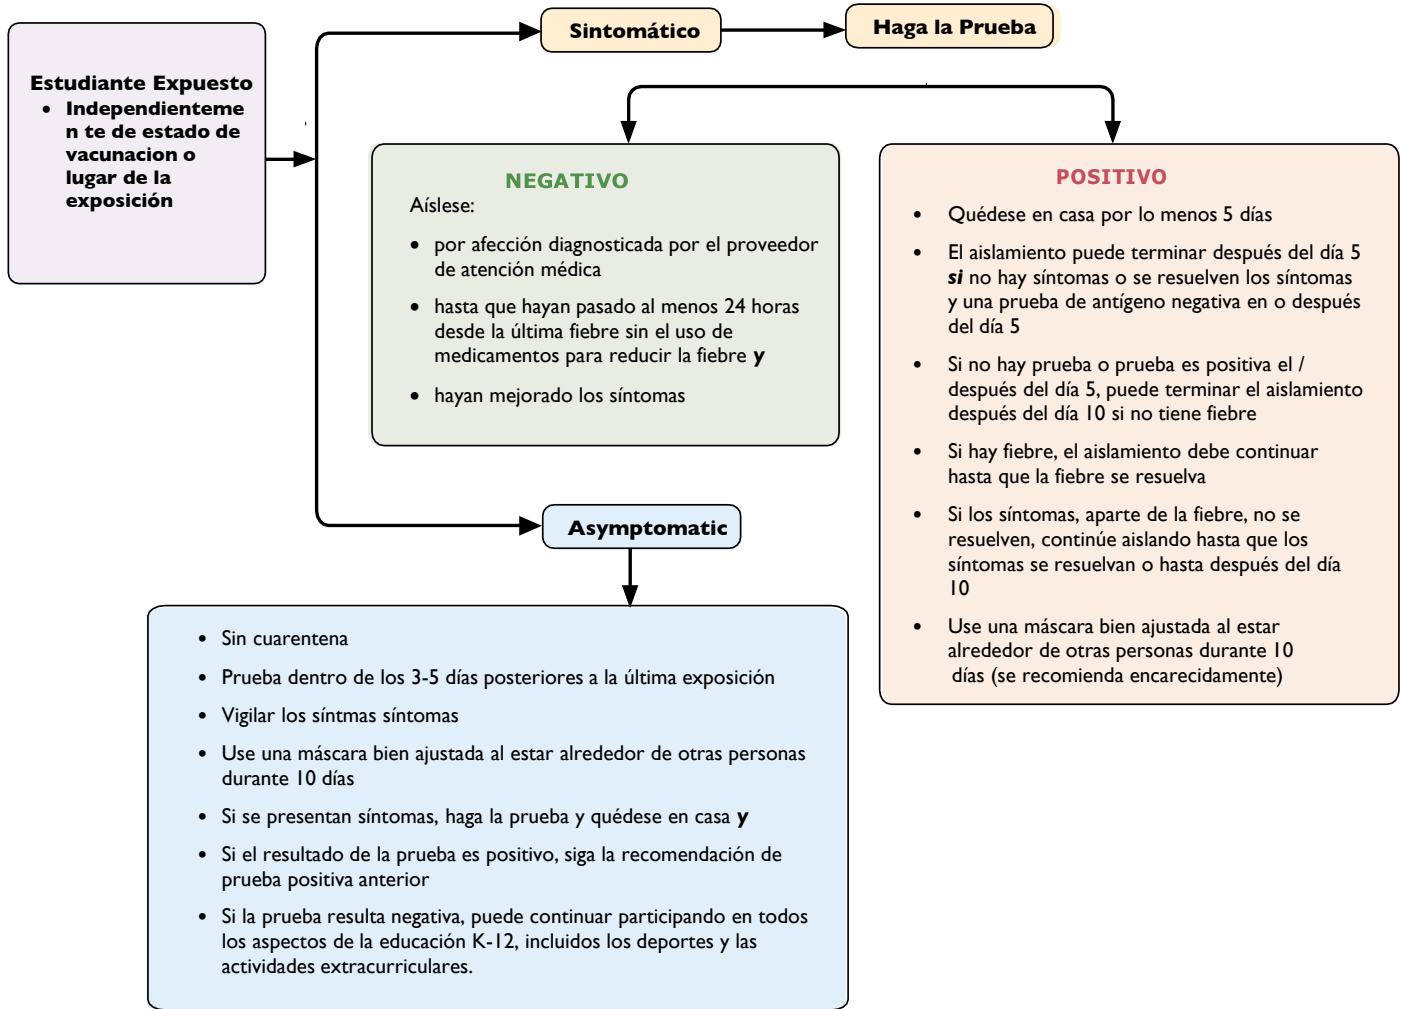 Estudiante Expuesto
• Independienteme
n te de estado de
vacunacion o
lugar de la
exposición
Sintomático
Haga la Prueba
NEGATIVO
Aíslese:
• por afección diagnosticada por el proveedor
de atención médica
• hasta que hayan pasado al menos 24 horas
desde la última fiebre sin el uso de
medicamentos para reducir la fiebre y
• hayan mejorado los síntomas
POSITIVO
• Quédese en casa por lo menos 5 días
• El aislamiento puede terminar después del día 5
si no hay síntomas o se resuelven los síntomas
y una prueba de antígeno negativa en o después
del día 5
• Si no hay prueba o prueba es positiva el /
después del día 5, puede terminar el aislamiento
después del día 10 si no tiene fiebre
• Si hay fiebre, el aislamiento debe continuar
hasta que la fiebre se resuelva
• Si los síntomas, aparte de la fiebre, no se
resuelven, continúe aislando hasta que los
síntomas se resuelvan o hasta después del día
10
• Use una máscara bien ajustada al estar
alrededor de otras personas durante 10
días (se recomienda encarecidamente)
Asymptomatic
• Sin cuarentena
• Prueba dentro de los 3-5 días posteriores a la última exposición
• Vigilar los síntmas síntomas
• Use una máscara bien ajustada al estar alrededor de otras personas
durante 10 días
• Si se presentan síntomas, haga la prueba y quédese en casa y
• Si el resultado de la prueba es positivo, siga la recomendación de
prueba positiva anterior
• Si la prueba resulta negativa, puede continuar participando en todos
los aspectos de la educación K-12, incluidos los deportes y las
actividades extracurriculares.